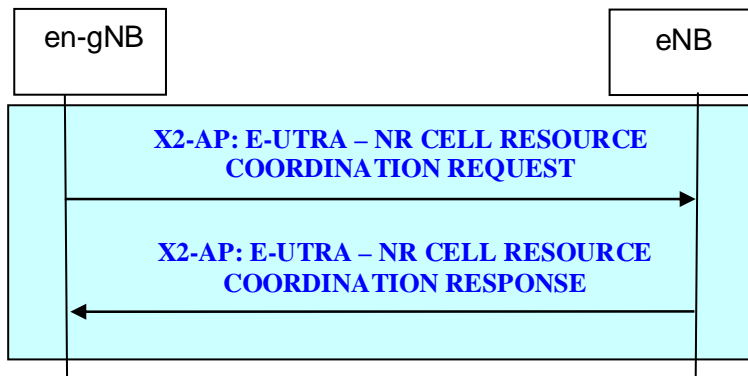 en-gNB
eNB
X2-AP: E-UTRA – NR CELL RESOURCE
COORDINATION REQUEST
X2-AP: E-UTRA – NR CELL RESOURCE
COORDINATION RESPONSE